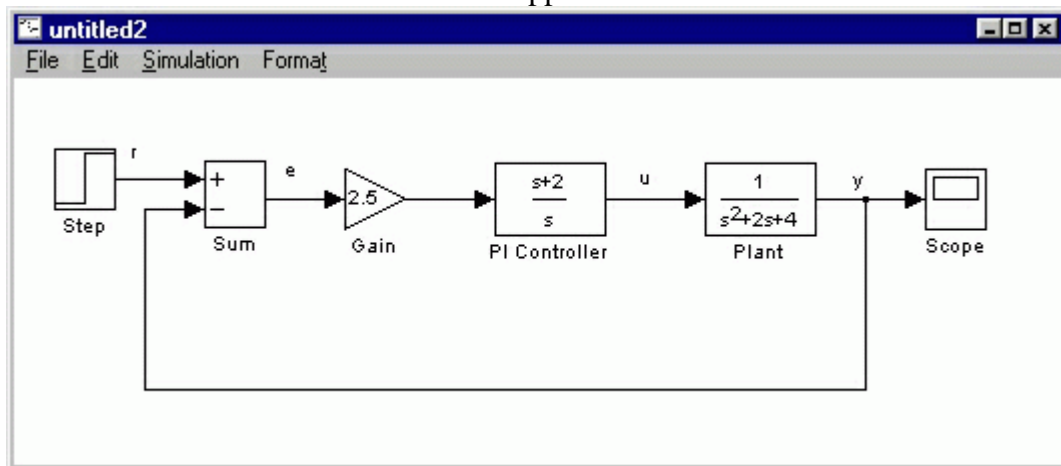 untitled2
File Edit Simulation Format
r
+
−
e
2.5
s+2
s
u
1
s²+2s+4
y
Step
Sum
Gain
PI Controller
Plant
Scope